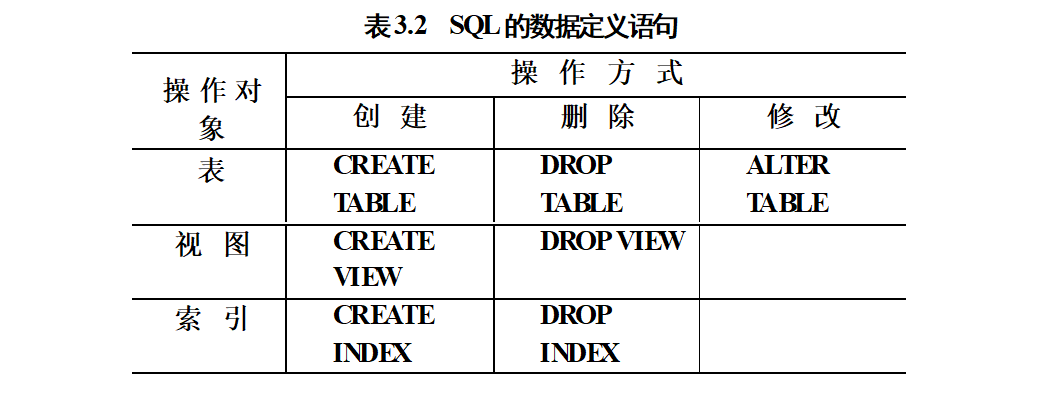 表3.2 SQL的数据定义语句
操作对象
操 作 方 式
创 建
删 除
修 改
表
CREATE
TABLE
DROP
TABLE
ALTER
TABLE
视 图
CREATE
VIEW
DROP VIEW
索 引
CREATE
INDEX
DROP
INDEX